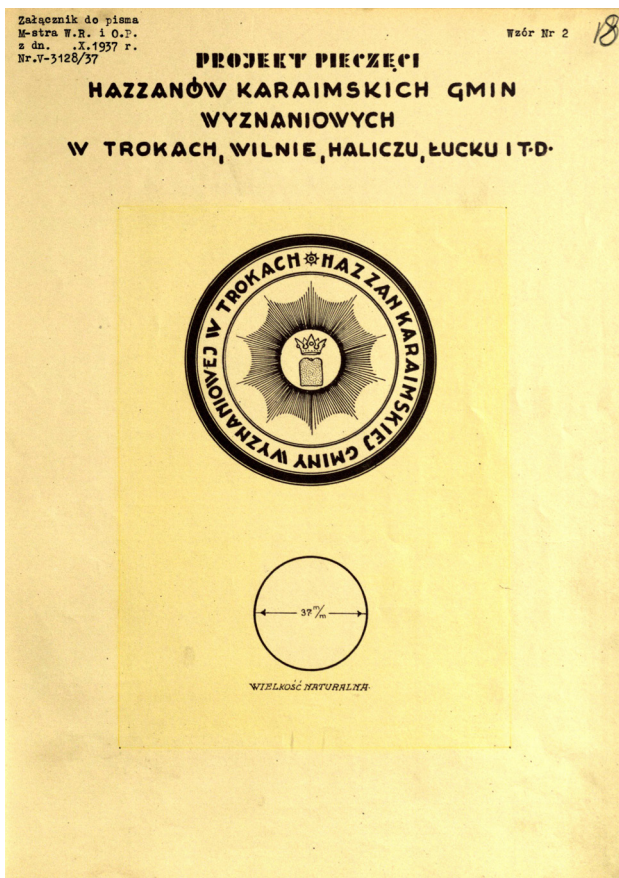 Załącznik do pisma
M-stra W.R. i O.P.
z dn. .X.1937 r.
Nr.V-3128/37
Wzór Nr 2
18
PROJEKT PIECZĘCI
HAZZANÓW KARAIMSKICH GMIN
WYZNANIOWYCH
W TROKACH, WILNIE, HALICZU, ŁUCKU I T·D·
HAZZAN KARAIMSKIEJ GMINY WYZNANIOWEJ W TROKACH
37 m/m
WIELKOŚĆ NATURALNA·